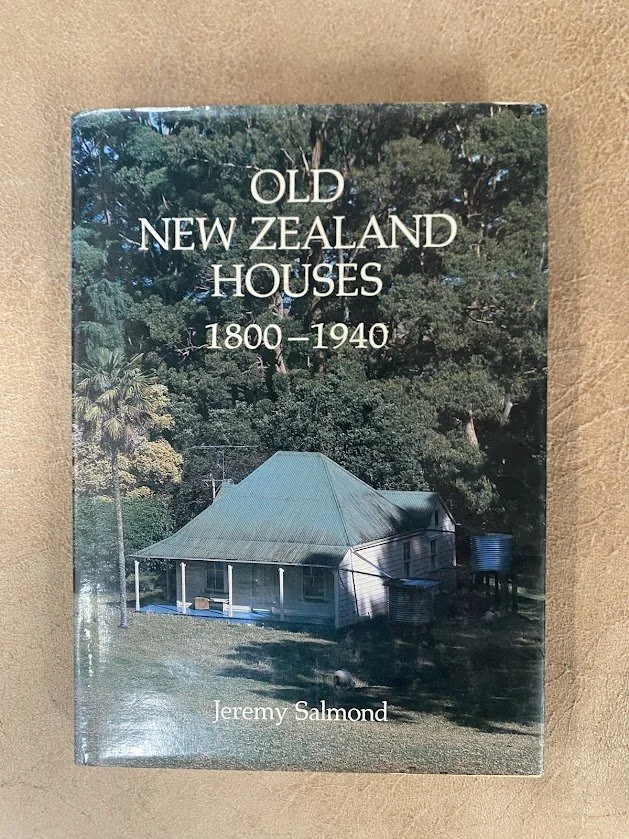 OLD
NEW ZEALAND
HOUSES
1800–1940
Jeremy Salmond